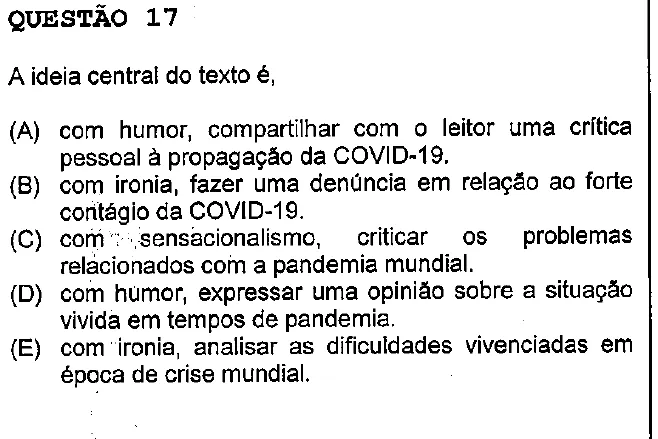 QUESTÃO 17
A ideia central do texto é,
(A) com humor, compartilhar com o leitor uma crítica
pessoal à propagação da COVID-19.
(B) com ironia, fazer uma denúncia em relação ao forte
contágio da COVID-19.
(C) com sensacionalismo, criticar os problemas
relacionados com a pandemia mundial.
(D) com humor, expressar uma opinião sobre a situação
vivida em tempos de pandemia.
(E) com ironia, analisar as dificuldades vivenciadas em
época de crise mundial.